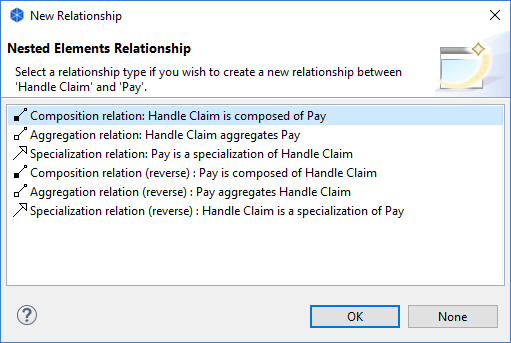 New Relationship
Nested Elements Relationship
Select a relationship type if you wish to create a new relationship between
'Handle Claim' and 'Pay'.
Composition relation: Handle Claim is composed of Pay
Aggregation relation: Handle Claim aggregates Pay
Specialization relation: Pay is a specialization of Handle Claim
Composition relation (reverse) : Pay is composed of Handle Claim
Aggregation relation (reverse) : Pay aggregates Handle Claim
Specialization relation (reverse) : Handle Claim is a specialization of Pay
?
OK
None